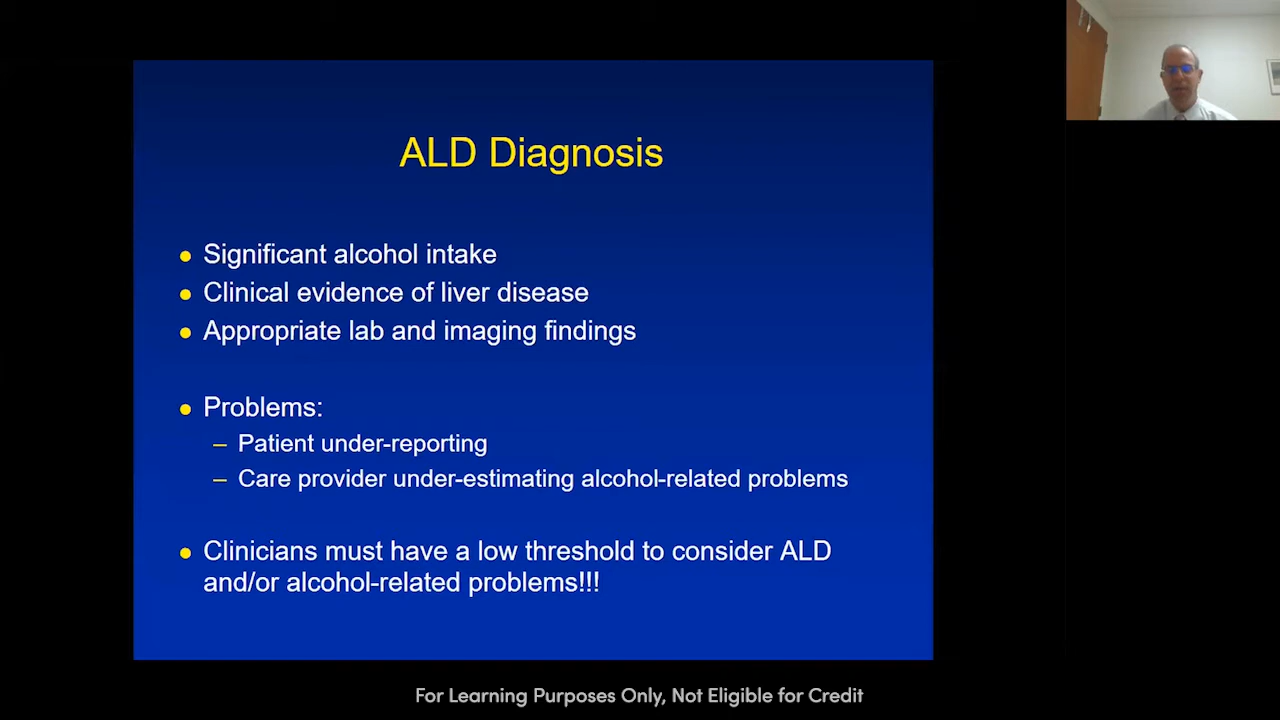 ALD Diagnosis
● Significant alcohol intake
● Clinical evidence of liver disease
● Appropriate lab and imaging findings
● Problems:
– Patient under-reporting
– Care provider under-estimating alcohol-related problems
● Clinicians must have a low threshold to consider ALD
and/or alcohol-related problems!!!
For Learning Purposes Only, Not Eligible for Credit